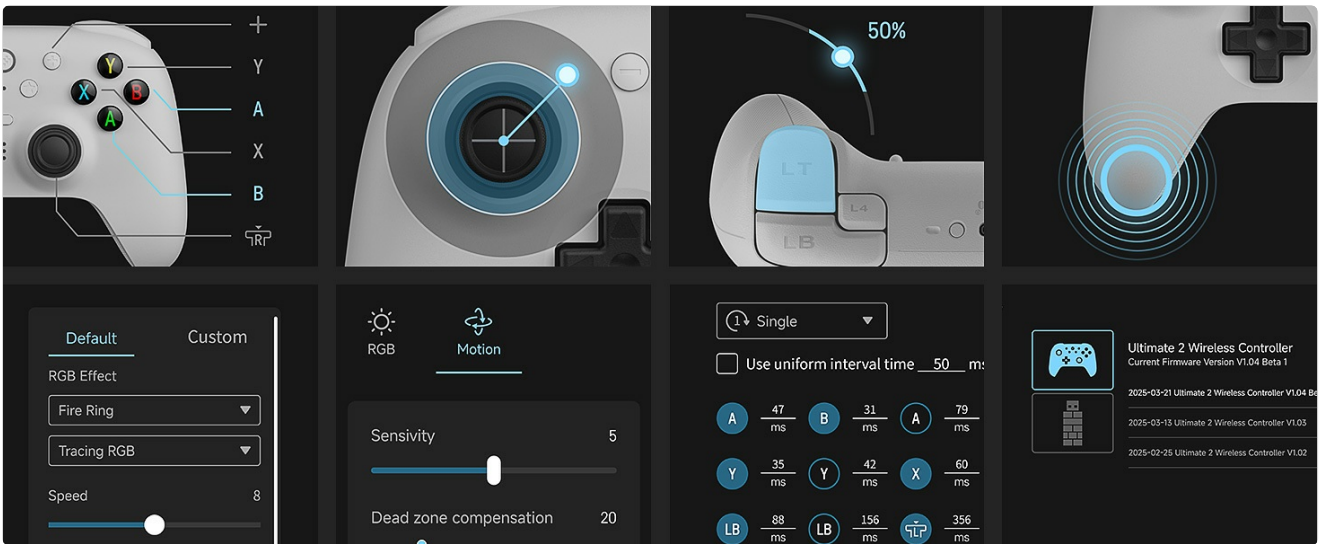 +
Y
Y
X
B
A
A
X
B
R
50%
LT
L4
LB
Default
Custom
RGB Effect
Fire Ring
Tracing RGB
Speed
8
RGB
Motion
Sensivity
5
Dead zone compensation
20
1 Single
Use uniform interval time 50 ms
A 47 ms B 31 ms A 79 ms
Y 35 ms Y 42 ms X 60 ms
LB 88 ms LB 156 ms L 356 ms
Ultimate 2 Wireless Controller
Current Firmware Version V1.04 Beta 1
2025-03-21 Ultimate 2 Wireless Controller V1.04 Be
2025-03-13 Ultimate 2 Wireless Controller V1.03
2025-02-25 Ultimate 2 Wireless Controller V1.02